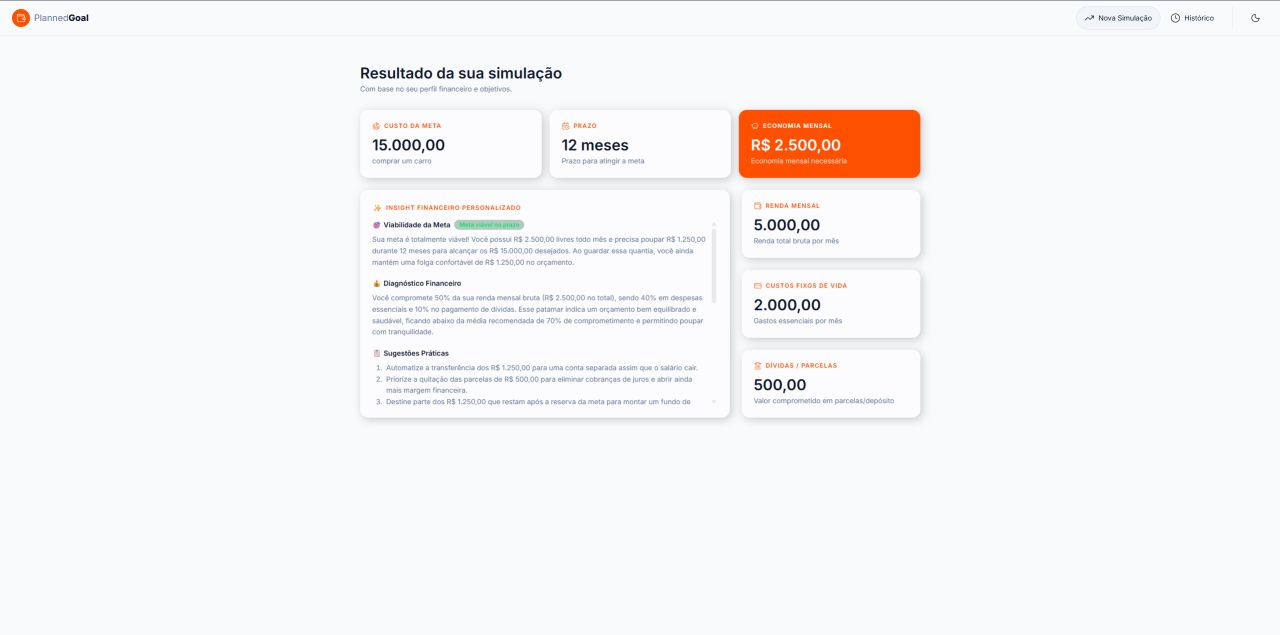 PlannedGoal
Nova Simulação
Histórico
Resultado da sua simulação
Com base no seu perfil financeiro e objetivos.
CUSTO DA META
15.000,00
comprar um carro
PRAZO
12 meses
Prazo para atingir a meta
ECONOMIA MENSAL
R$ 2.500,00
Economia mensal necessária
INSIGHT FINANCEIRO PERSONALIZADO
Viabilidade da Meta Meta viável no prazo
Sua meta é totalmente viável! Você possui R$ 2.500,00 livres todo mês e precisa poupar R$ 1.250,00
durante 12 meses para alcançar os R$ 15.000,00 desejados. Ao guardar essa quantia, você ainda
mantém uma folga confortável de R$ 1.250,00 no orçamento.
Diagnóstico Financeiro
Você compromete 50% da sua renda mensal bruta (R$ 2.500,00 no total), sendo 40% em despesas
essenciais e 10% no pagamento de dívidas. Esse patamar indica um orçamento bem equilibrado e
saudável, ficando abaixo da média recomendada de 70% de comprometimento e permitindo poupar
com tranquilidade.
Sugestões Práticas
1. Automatize a transferência dos R$ 1.250,00 para uma conta separada assim que o salário cair.
2. Priorize a quitação das parcelas de R$ 500,00 para eliminar cobranças de juros e abrir ainda
mais margem financeira.
3. Destine parte dos R$ 1.250,00 que restam após a reserva da meta para montar um fundo de
RENDA MENSAL
5.000,00
Renda total bruta por mês
CUSTOS FIXOS DE VIDA
2.000,00
Gastos essenciais por mês
DÍVIDAS / PARCELAS
500,00
Valor comprometido em parcelas/depósito